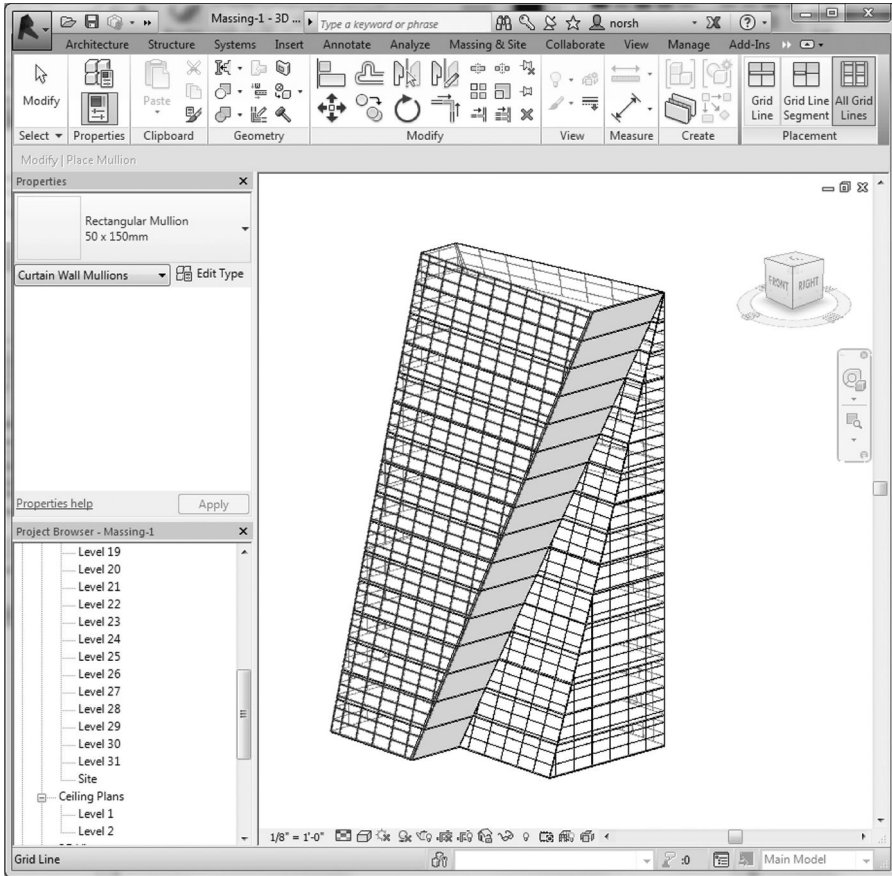 Massing-1 - 3D ... Type a keyword or phrase norsh
Architecture Structure Systems Insert Annotate Analyze Massing & Site Collaborate View Manage Add-Ins
Modify Paste Grid Line Grid Line Segment All Grid Lines
Select Properties Clipboard Geometry Modify View Measure Create Placement
Modify | Place Mullion
Properties
Rectangular Mullion
50 x 150mm
Curtain Wall Mullions Edit Type
FRONT RIGHT
Properties help Apply
Project Browser - Massing-1
Level 19
Level 20
Level 21
Level 22
Level 23
Level 24
Level 25
Level 26
Level 27
Level 28
Level 29
Level 30
Level 31
Site
Ceiling Plans
Level 1
Level 2
1/8" = 1'-0"
Grid Line :0 Main Model